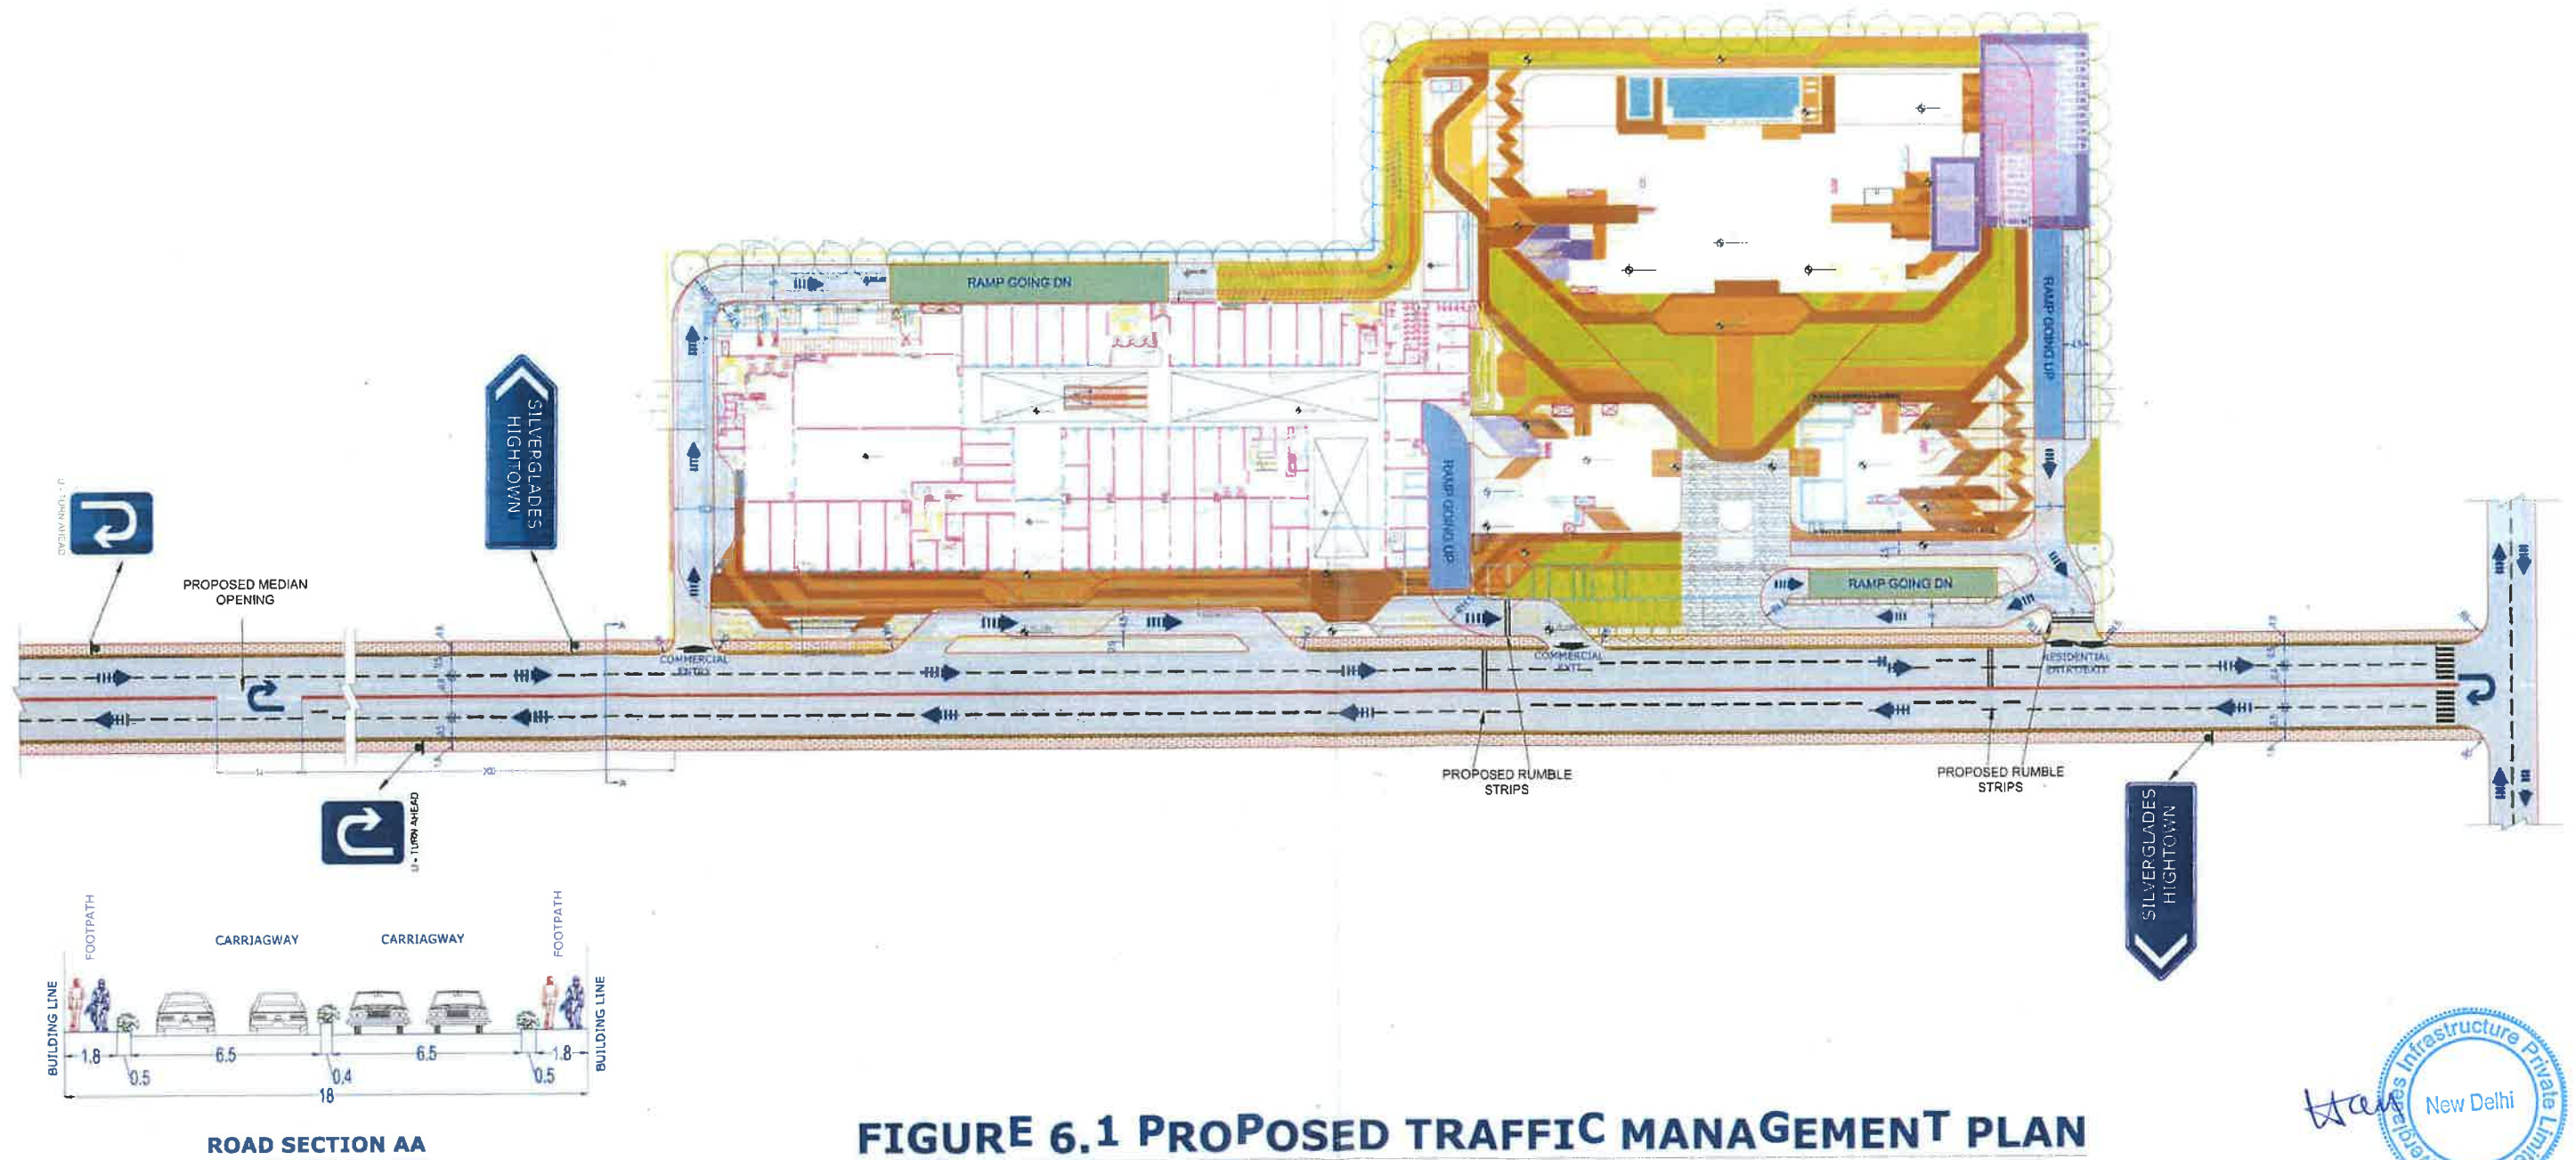 RAMP GOING DN
RAMP GOING UP
SILVERGLADES
HIGHTOWN
U - TURN AHEAD
PROPOSED MEDIAN
OPENING
RAMP GOING UP
RAMP GOING DN
COMMERCIAL
ENTRY
COMMERCIAL
EXIT
RESIDENTIAL
ENTRY/EXIT
PROPOSED RUMBLE
STRIPS
PROPOSED RUMBLE
STRIPS
U - TURN AHEAD
SILVERGLADES
HIGHTOWN
FOOTPATH
CARRIAGWAY
CARRIAGWAY
FOOTPATH
BUILDING LINE
BUILDING LINE
1.8
6.5
6.5
1.8
0.5
0.4
0.5
18
ROAD SECTION AA
FIGURE 6.1 PROPOSED TRAFFIC MANAGEMENT PLAN
Infrastructure Private
New Delhi